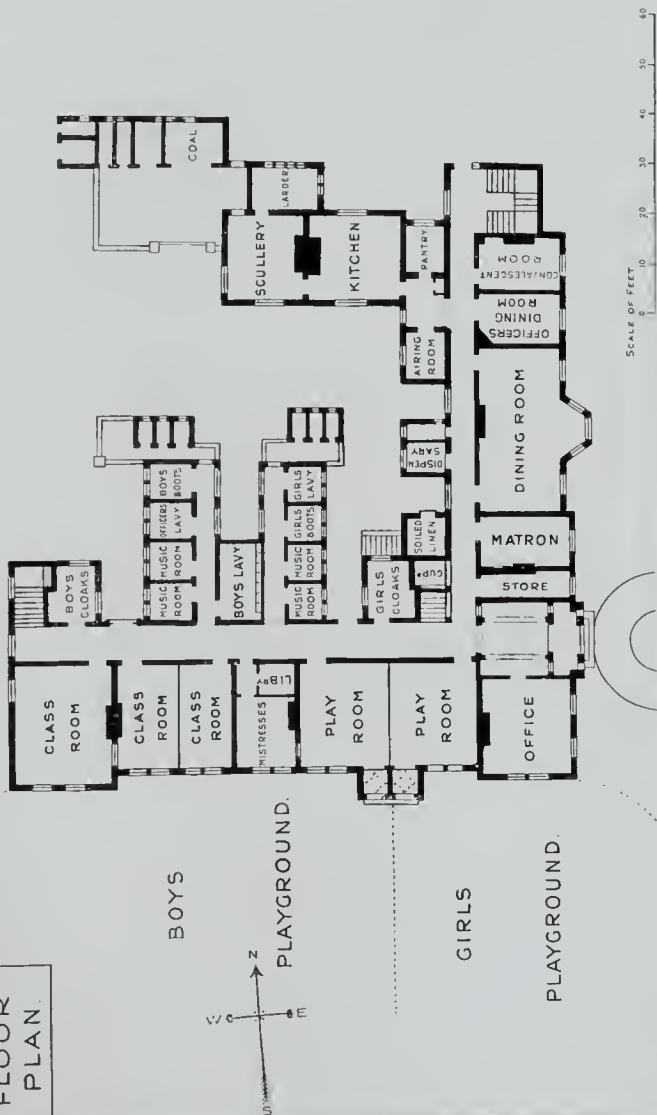 FLOOR
PLAN.
COAL
LARDER
SCULLERY
KITCHEN
PANTRY
CONVALESCENT
ROOM
OFFICERS
DINING
ROOM
AIRING
ROOM
DISPEN
SARY
DINING ROOM
SOILED
LINEN
MATRON
CUPD
STORE
BOYS
BOOTS
OFFICERS
LAVY
MUSIC
ROOM
MUSIC
ROOM
BOYS LAVY
GIRLS
LAVY
GIRLS
BOOTS
MUSIC
ROOM
MUSIC
ROOM
BOYS
CLOAKS
GIRLS
CLOAKS
CLASS
ROOM
CLASS
ROOM
CLASS
ROOM
LIBRY
MISTRESSES
PLAY
ROOM
PLAY
ROOM
OFFICE
BOYS
PLAYGROUND.
GIRLS
PLAYGROUND.
N
W
E
S
SCALE OF FEET
0 10 20 30 40 50 60